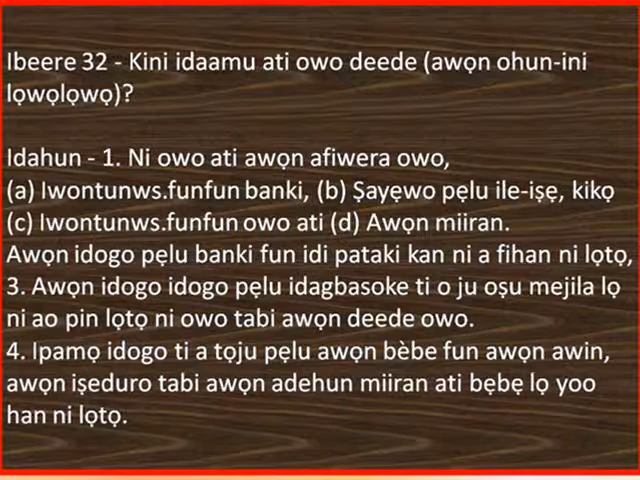 Ibeere 32 - Kini idaamu ati owo deede (awọn ohun-ini
lọwọlọwọ)?
Idahun - 1. Ni owo ati awọn afiwera owo,
(a) Iwontunws.funfun banki, (b) Ṣayẹwo pẹlu ile-iṣẹ, kikọ
(c) Iwontunws.funfun owo ati (d) Awọn miiran.
Awọn idogo pẹlu banki fun idi pataki kan ni a fihan ni lọtọ,
3. Awọn idogo idogo pẹlu idagbasoke ti o ju oṣu mejila lọ
ni ao pin lọtọ ni owo tabi awọn deede owo.
4. Ipamọ idogo ti a tọju pẹlu awọn bèbe fun awọn awin,
awọn iṣeduro tabi awọn adehun miiran ati bẹbẹ lọ yoo
han ni lọtọ.